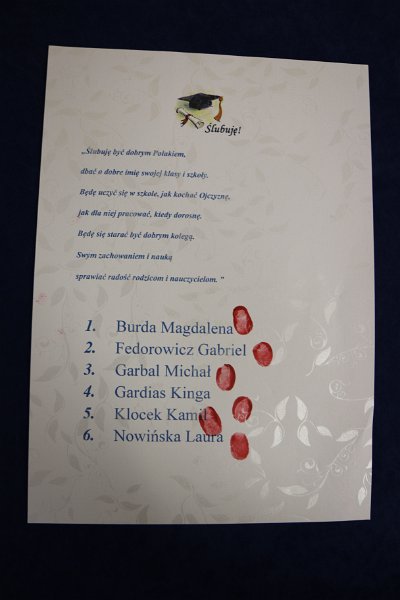 Ślubuję!
„Ślubuję być dobrym Polakiem,
dbać o dobre imię swojej klasy i szkoły.
Będę uczyć się w szkole, jak kochać Ojczyznę,
jak dla niej pracować, kiedy dorosnę.
Będę się starać być dobrym kolegą,
Swym zachowaniem i nauką
sprawiać radość rodzicom i nauczycielom. ”
1. Burda Magdalena
2. Fedorowicz Gabriel
3. Garbal Michał
4. Gardias Kinga
5. Klocek Kamil
6. Nowińska Laura